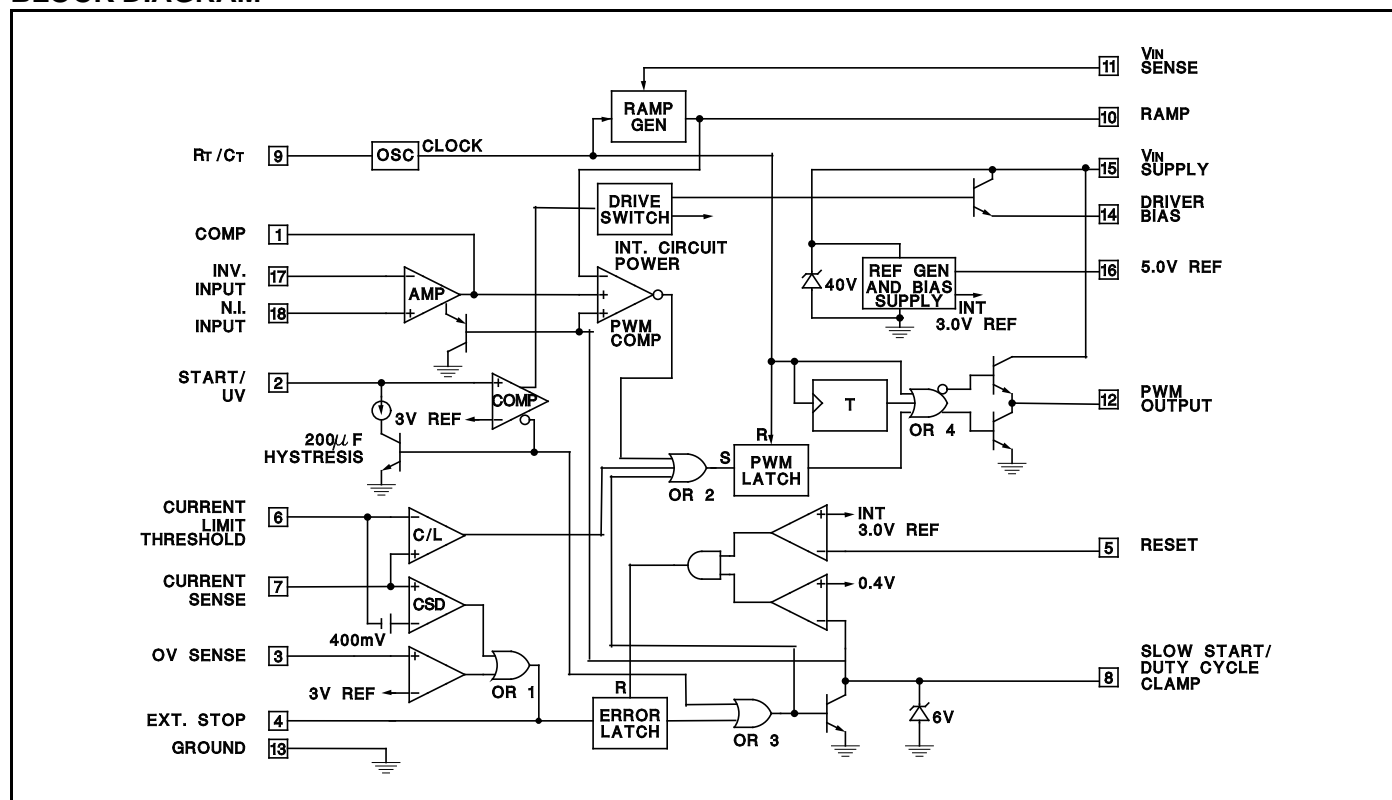 BLOCK DIAGRAM
11
VIN
SENSE
RAMP
GEN
10
RAMP
RT/CT
9
OSC
CLOCK
15
VIN
SUPPLY
DRIVE
SWITCH
14
DRIVER
BIAS
COMP
1
INT. CIRCUIT
POWER
INV.
INPUT
17
N.I.
INPUT
18
AMP
−
+
−
+
+
PWM
COMP
40V
REF GEN
AND BIAS
SUPPLY
16
5.0V REF
INT
3.0V REF
START/
UV
2
+
COMP
−
3V REF
200µF
HYSTRESIS
T
OR 4
12
PWM
OUTPUT
R
S
PWM
LATCH
OR 2
CURRENT
LIMIT
THRESHOLD
6
−
C/L
+
+
INT
3.0V REF
−
5
RESET
CURRENT
SENSE
7
+
CSD
−
400mV
+
0.4V
−
OV SENSE
3
+
3V REF
−
OR 1
8
SLOW START/
DUTY CYCLE
CLAMP
R
EXT. STOP
4
ERROR
LATCH
OR 3
6V
GROUND
13